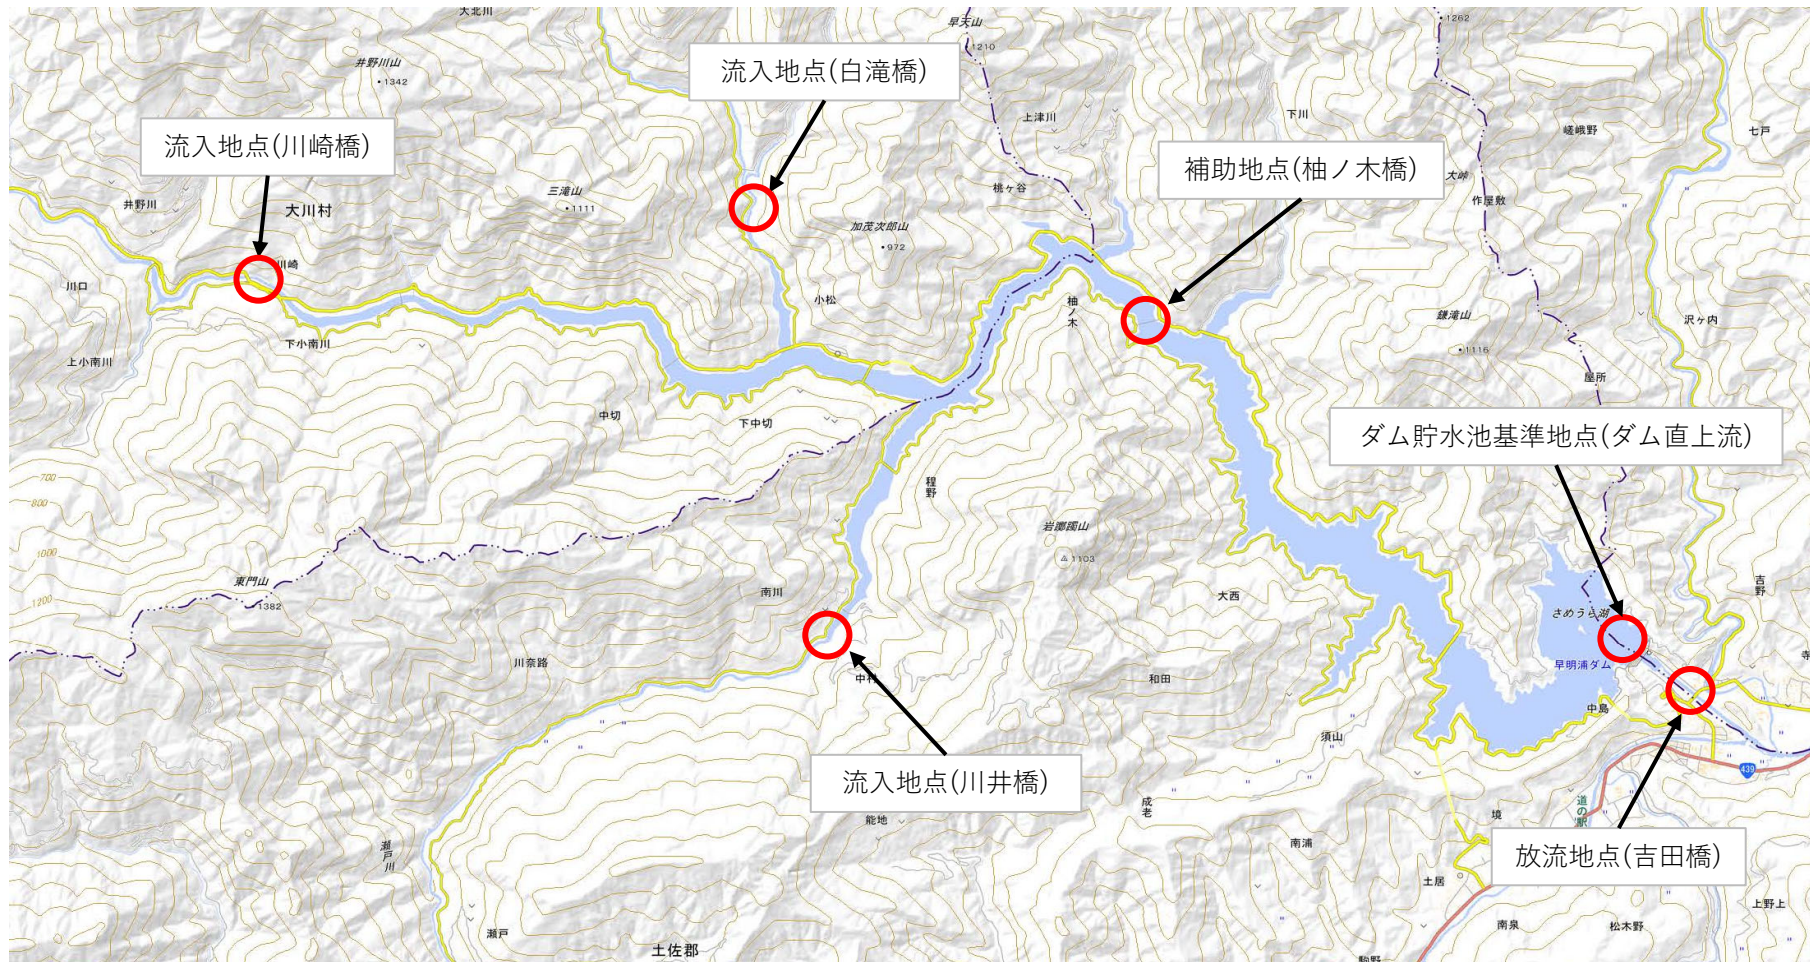 大北川
早天山
1210
1262
井野川山
1342
流入地点(白滝橋)
上津川
下川
嵯峨野
七戸
流入地点(川崎橋)
補助地点(柚ノ木橋)
大峠
三滝山
1111
桃ヶ谷
作屋敷
井野川
大川村
加茂次郎山
972
川崎
川口
小松
柚ノ木
鎌滝山
1116
沢ヶ内
下小南川
上小南川
屋所
中切
下中切
ダム貯水池基準地点(ダム直上流)
700
800
程野
岩躑躅山
1103
1000
東門山
1382
1200
南川
大西
吉野
さめうら湖
早明浦ダム
寺
川奈路
中村
和田
中島
須山
流入地点(川井橋)
439
成老
道の駅
境
能地
瀬戸川
南浦
放流地点(吉田橋)
土居
上野上
瀬戸
土佐郡
南泉
松木野
駒野